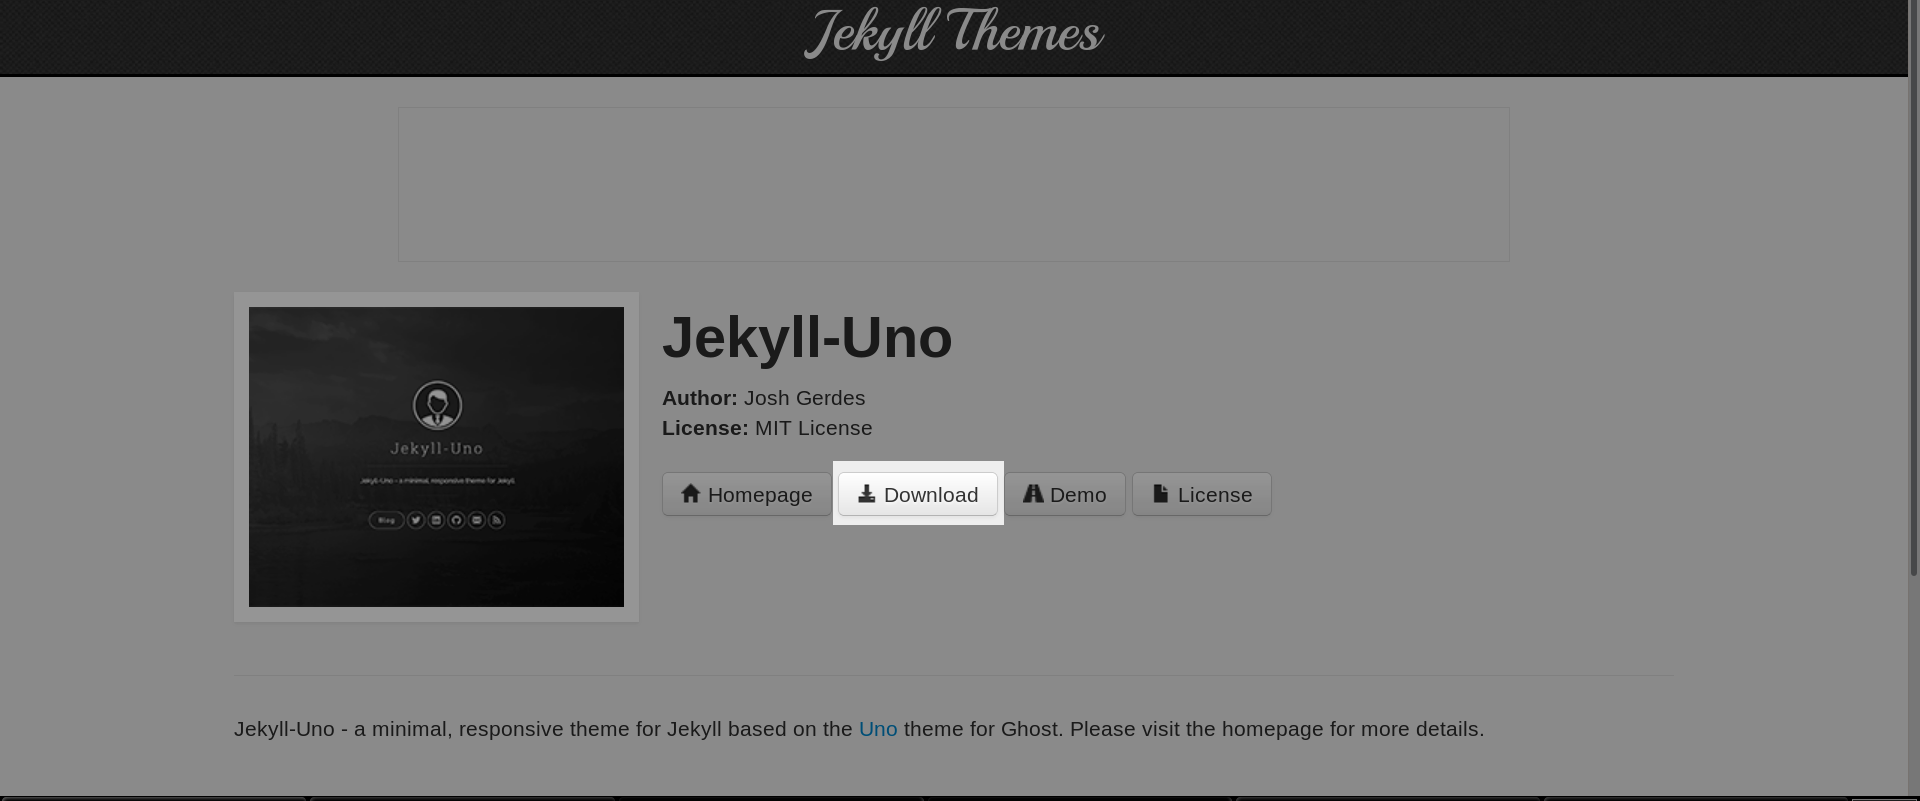 Jekyll Themes
Jekyll-Uno
Author: Josh Gerdes
License: MIT License
Jekyll-Uno
Jekyll-Uno - a minimal, responsive theme for Jekyll
Blog
Homepage Download Demo License
Jekyll-Uno - a minimal, responsive theme for Jekyll based on the Uno theme for Ghost. Please visit the homepage for more details.